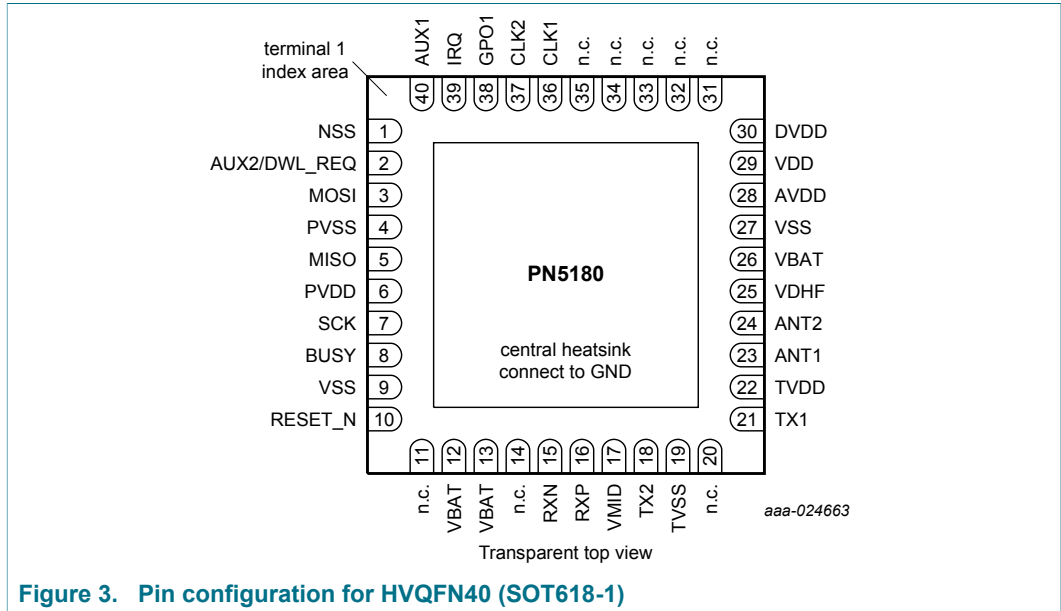 terminal 1
index area
AUX1
IRQ
GPO1
CLK2
CLK1
n.c.
n.c.
n.c.
n.c.
n.c.
40
39
38
37
36
35
34
33
32
31
NSS 1
AUX2/DWL_REQ 2
MOSI 3
PVSS 4
MISO 5
PVDD 6
SCK 7
BUSY 8
VSS 9
RESET_N 10
PN5180
central heatsink
connect to GND
30 DVDD
29 VDD
28 AVDD
27 VSS
26 VBAT
25 VDHF
24 ANT2
23 ANT1
22 TVDD
21 TX1
11
12
13
14
15
16
17
18
19
20
n.c.
VBAT
VBAT
n.c.
RXN
RXP
VMID
TX2
TVSS
n.c.
aaa-024663
Transparent top view
Figure 3. Pin configuration for HVQFN40 (SOT618-1)